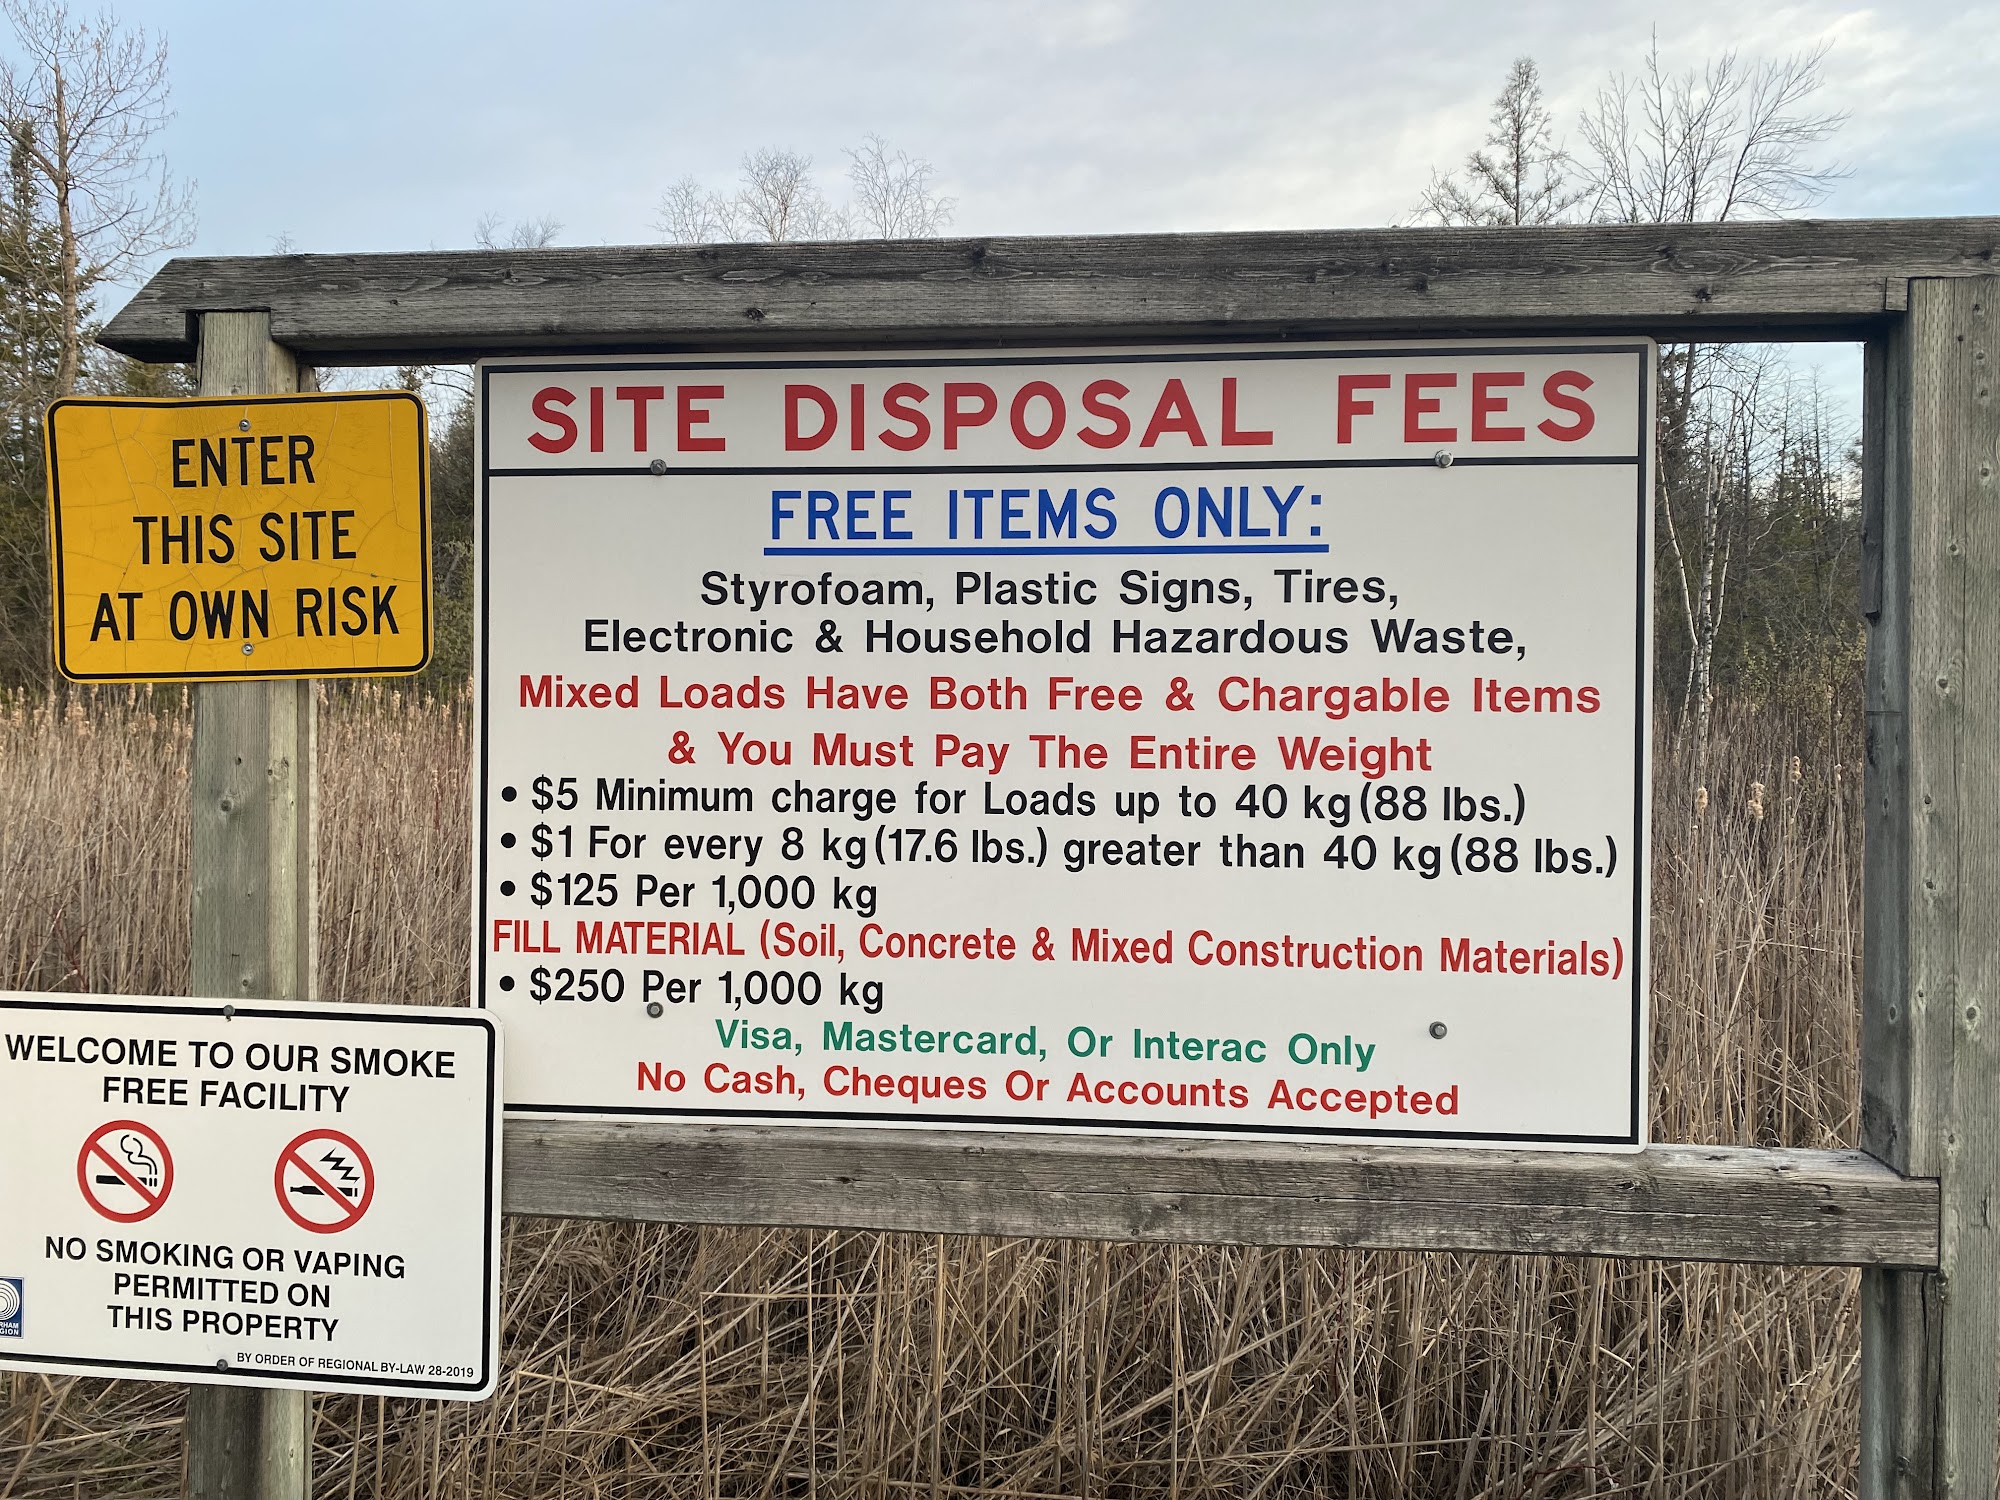 ENTER
THIS SITE
AT OWN RISK
SITE DISPOSAL FEES
FREE ITEMS ONLY:
Styrofoam, Plastic Signs, Tires,
Electronic & Household Hazardous Waste,
Mixed Loads Have Both Free & Chargable Items
& You Must Pay The Entire Weight
• $5 Minimum charge for Loads up to 40 kg (88 lbs.)
• $1 For every 8 kg (17.6 lbs.) greater than 40 kg (88 lbs.)
• $125 Per 1,000 kg
FILL MATERIAL (Soil, Concrete & Mixed Construction Materials)
• $250 Per 1,000 kg
Visa, Mastercard, Or Interac Only
No Cash, Cheques Or Accounts Accepted
WELCOME TO OUR SMOKE
FREE FACILITY
NO SMOKING OR VAPING
PERMITTED ON
THIS PROPERTY
BY ORDER OF REGIONAL BY-LAW 28-2019